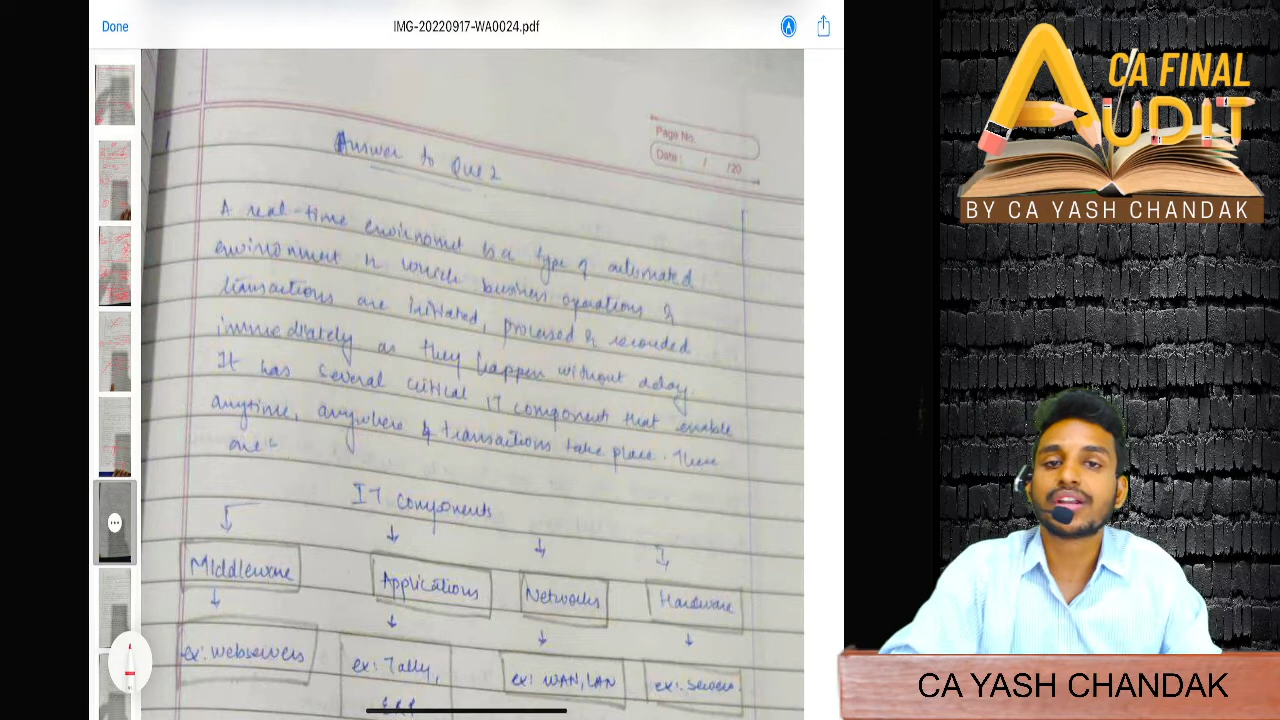 Done
IMG-20220917-WA0024.pdf
Page No.
Date : / /20
Answer to Que 2
A real-time environment is a type of automated
environment in which business operations &
transactions are initiated, processed & recorded
immediately as they happen without delay.
It has several critical IT component that enable
anytime, anywhere & transactions take place. These
are :
IT components
Middleware
Applications
Networks
Hardware
ex: webservers
ex: Tally,
ERP
ex: WAN, LAN
ex: Servers
CA FINAL
AUDIT
BY CA YASH CHANDAK
CA YASH CHANDAK